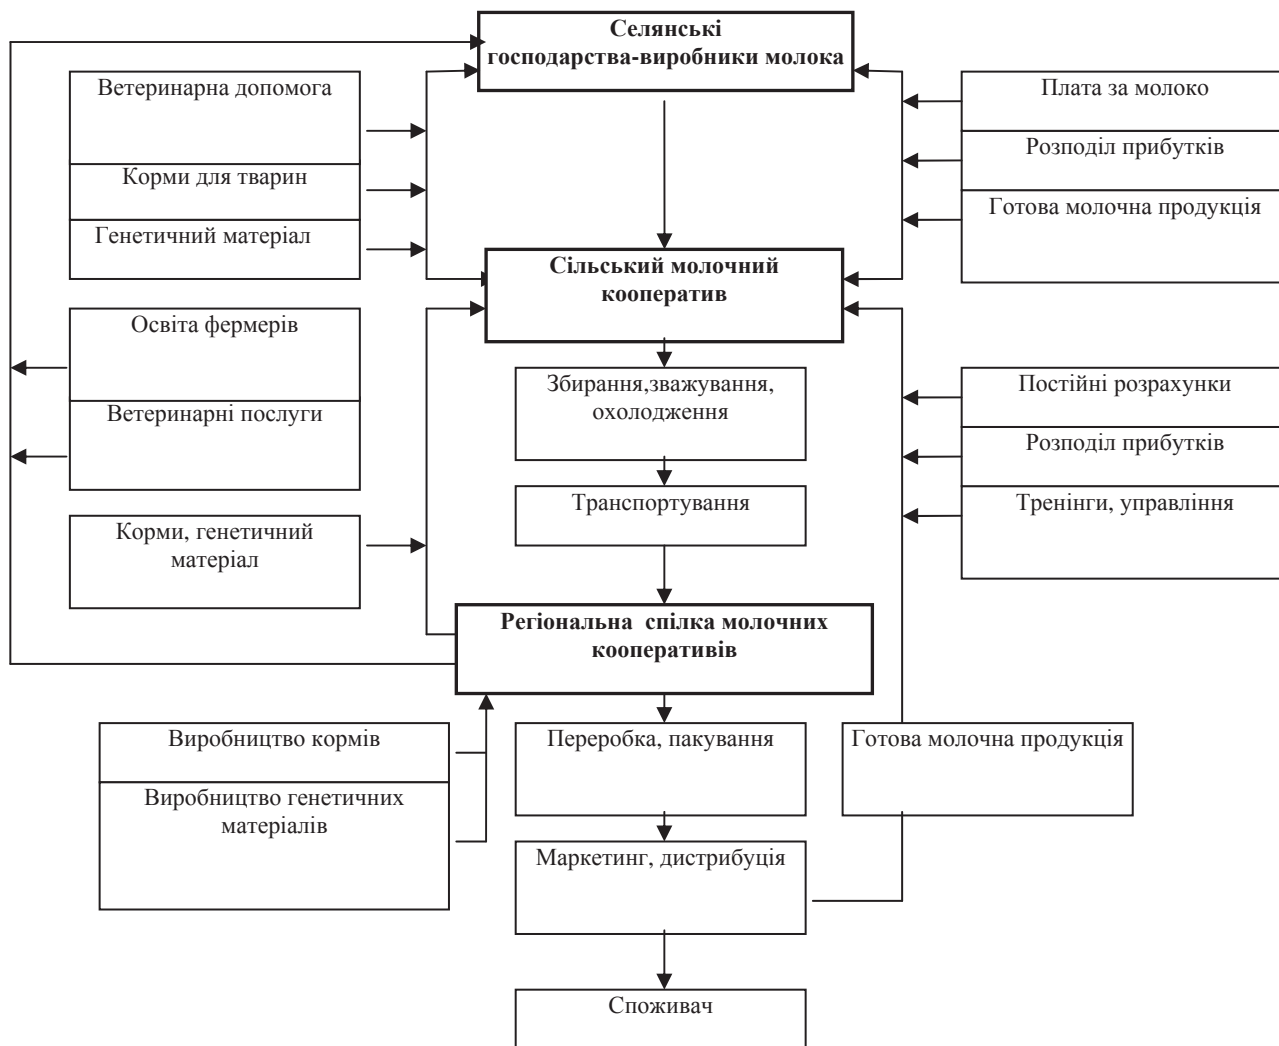 Селянські
господарства-виробники молока
Ветеринарна допомога
Корми для тварин
Генетичний матеріал
Плата за молоко
Розподіл прибутків
Готова молочна продукція
Сільський молочний
кооператив
Освіта фермерів
Ветеринарні послуги
Корми, генетичний
матеріал
Збирання,зважування,
охолодження
Транспортування
Постійні розрахунки
Розподіл прибутків
Тренінги, управління
Регіональна спілка молочних
кооперативів
Виробництво кормів
Виробництво генетичних
матеріалів
Переробка, пакування
Готова молочна продукція
Маркетинг, дистрибуція
Споживач